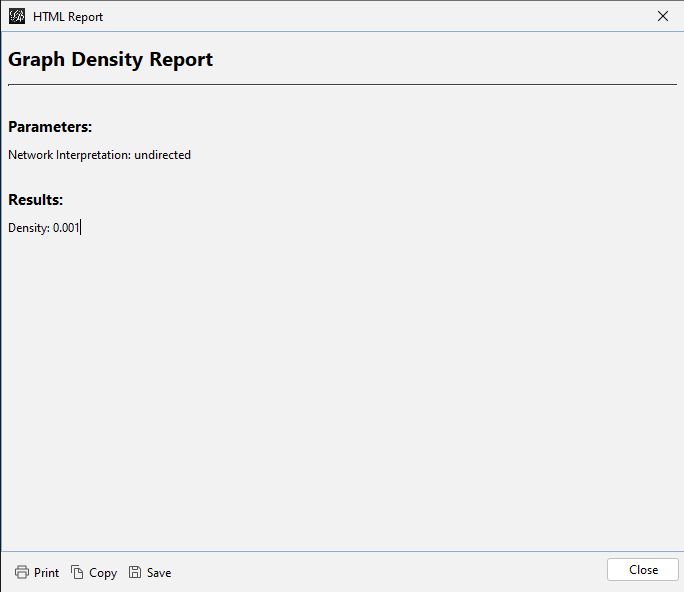 HTML Report
Graph Density Report
Parameters:
Network Interpretation: undirected
Results:
Density: 0.001
Print Copy Save Close